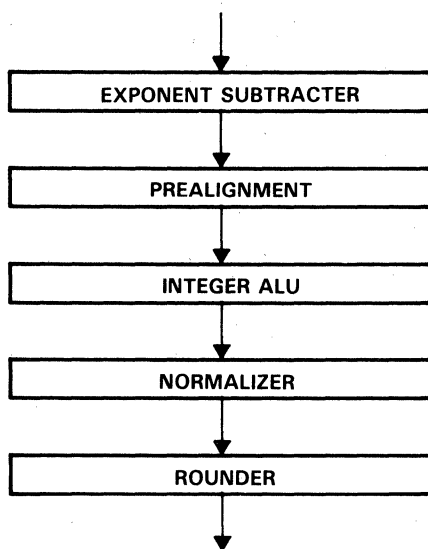 EXPONENT SUBTRACTER
PREALIGNMENT
INTEGER ALU
NORMALIZER
ROUNDER